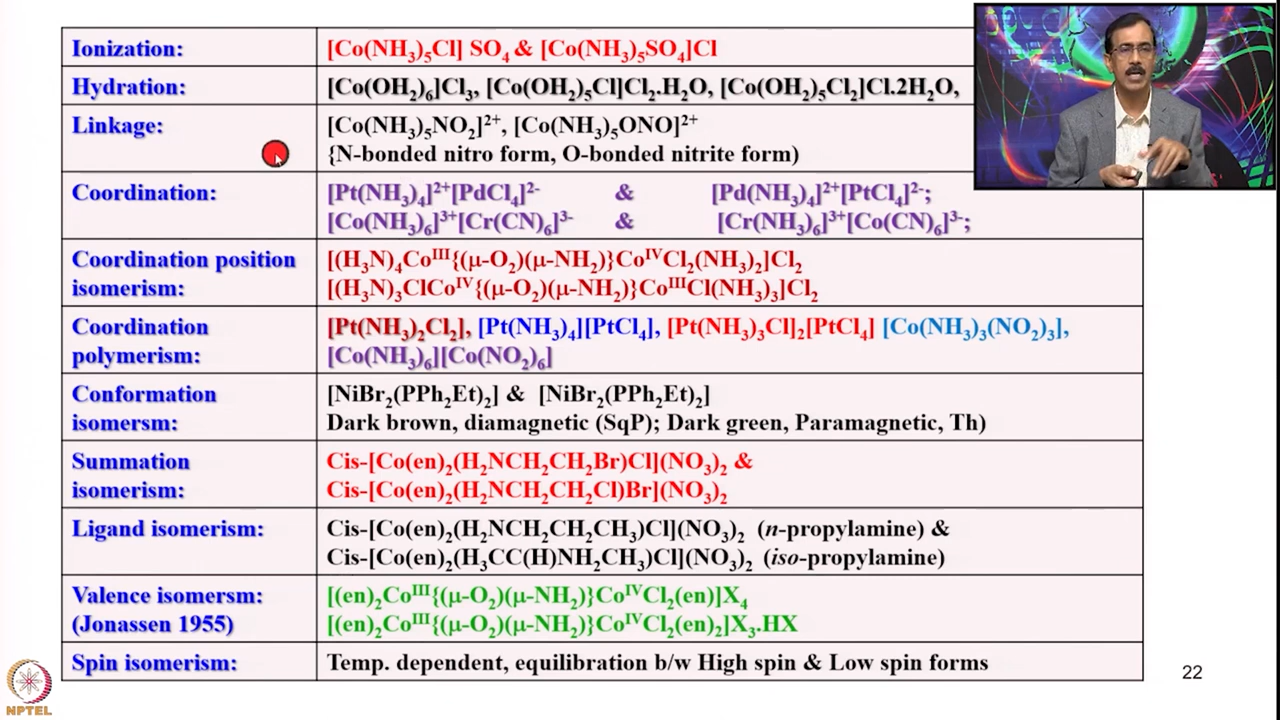 Ionization: [Co(NH₃)₅Cl] SO₄ & [Co(NH₃)₅SO₄]Cl
Hydration: [Co(OH₂)₆]Cl₃, [Co(OH₂)₅Cl]Cl₂.H₂O, [Co(OH₂)₅Cl₂]Cl.2H₂O,
Linkage: [Co(NH₃)₅NO₂]²⁺, [Co(NH₃)₅ONO]²⁺
{N-bonded nitro form, O-bonded nitrite form)
Coordination: [Pt(NH₃)₄]²⁺[PdCl₄]²⁻ & [Pd(NH₃)₄]²⁺[PtCl₄]²⁻;
[Co(NH₃)₆]³⁺[Cr(CN)₆]³⁻ & [Cr(NH₃)₆]³⁺[Co(CN)₆]³⁻;
Coordination position [(H₃N)₄Coᴵᴵᴵ{(μ-O₂)(μ-NH₂)}CoᴵⱽCl₂(NH₃)₂]Cl₂
isomerism: [(H₃N)₃ClCoᴵⱽ{(μ-O₂)(μ-NH₂)}CoᴵᴵᴵCl(NH₃)₃]Cl₂
Coordination [Pt(NH₃)₂Cl₂], [Pt(NH₃)₄][PtCl₄], [Pt(NH₃)₃Cl]₂[PtCl₄] [Co(NH₃)₃(NO₂)₃],
polymerism: [Co(NH₃)₆][Co(NO₂)₆]
Conformation [NiBr₂(PPh₂Et)₂] & [NiBr₂(PPh₂Et)₂]
isomersm: Dark brown, diamagnetic (SqP); Dark green, Paramagnetic, Th)
Summation Cis-[Co(en)₂(H₂NCH₂CH₂Br)Cl](NO₃)₂ &
isomerism: Cis-[Co(en)₂(H₂NCH₂CH₂Cl)Br](NO₃)₂
Ligand isomerism: Cis-[Co(en)₂(H₂NCH₂CH₂CH₃)Cl](NO₃)₂ (n-propylamine) &
Cis-[Co(en)₂(H₃CC(H)NH₂CH₃)Cl](NO₃)₂ (iso-propylamine)
Valence isomersm: [(en)₂Coᴵᴵᴵ{(μ-O₂)(μ-NH₂)}CoᴵⱽCl₂(en)]X₄
(Jonassen 1955) [(en)₂Coᴵᴵᴵ{(μ-O₂)(μ-NH₂)}CoᴵⱽCl₂(en)₂]X₃.HX
Spin isomerism: Temp. dependent, equilibration b/w High spin & Low spin forms
22
NPTEL